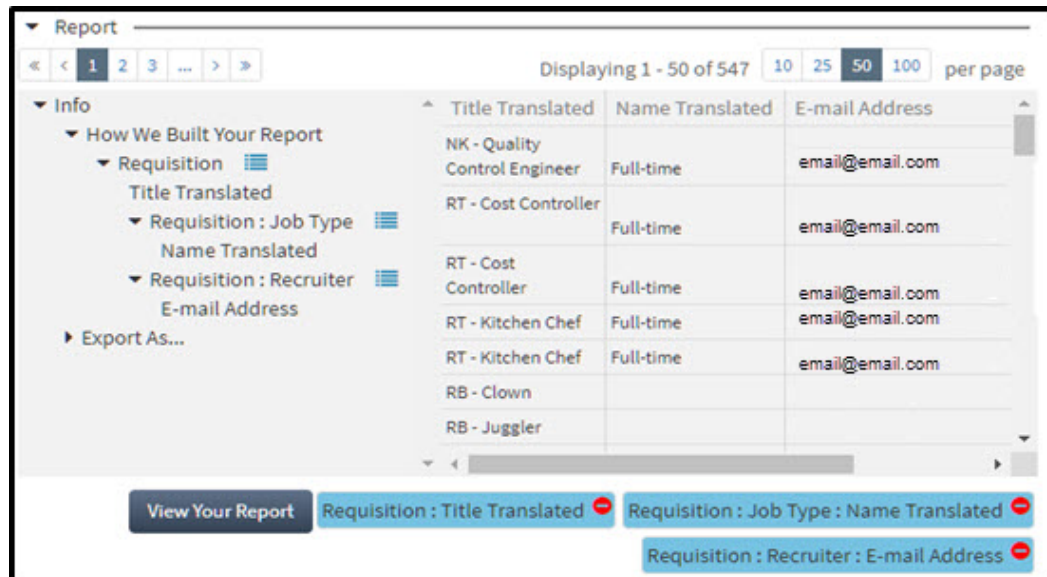 Report
« < 1 2 3 ... > »
Displaying 1 - 50 of 547 10 25 50 100 per page
Info
How We Built Your Report
Requisition
Title Translated
Requisition : Job Type
Name Translated
Requisition : Recruiter
E-mail Address
Export As...
Title Translated Name Translated E-mail Address
NK - Quality
Control Engineer Full-time email@email.com
RT - Cost Controller
Full-time email@email.com
RT - Cost
Controller Full-time email@email.com
RT - Kitchen Chef Full-time email@email.com
RT - Kitchen Chef Full-time email@email.com
RB - Clown
RB - Juggler
View Your Report Requisition : Title Translated Requisition : Job Type : Name Translated
Requisition : Recruiter : E-mail Address